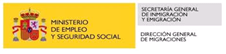 MINISTERIO
DE EMPLEO
Y SEGURIDAD SOCIAL
SECRETARÍA GENERAL
DE INMIGRACIÓN
Y EMIGRACIÓN
DIRECCIÓN GENERAL
DE MIGRACIONES